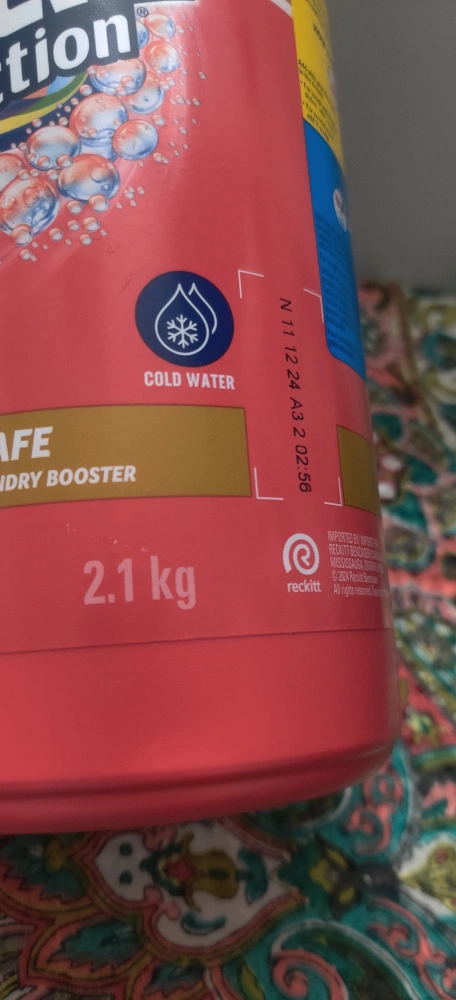 ction®
COLD WATER
N 11 12 24 A3 2 02:56
AFE
NDRY BOOSTER
2.1 kg
reckitt
IMPORTED BY
RECKITT BENCKISER
MISSISSAUGA,
© 2024 Reckitt Benckiser
All rights reserved.